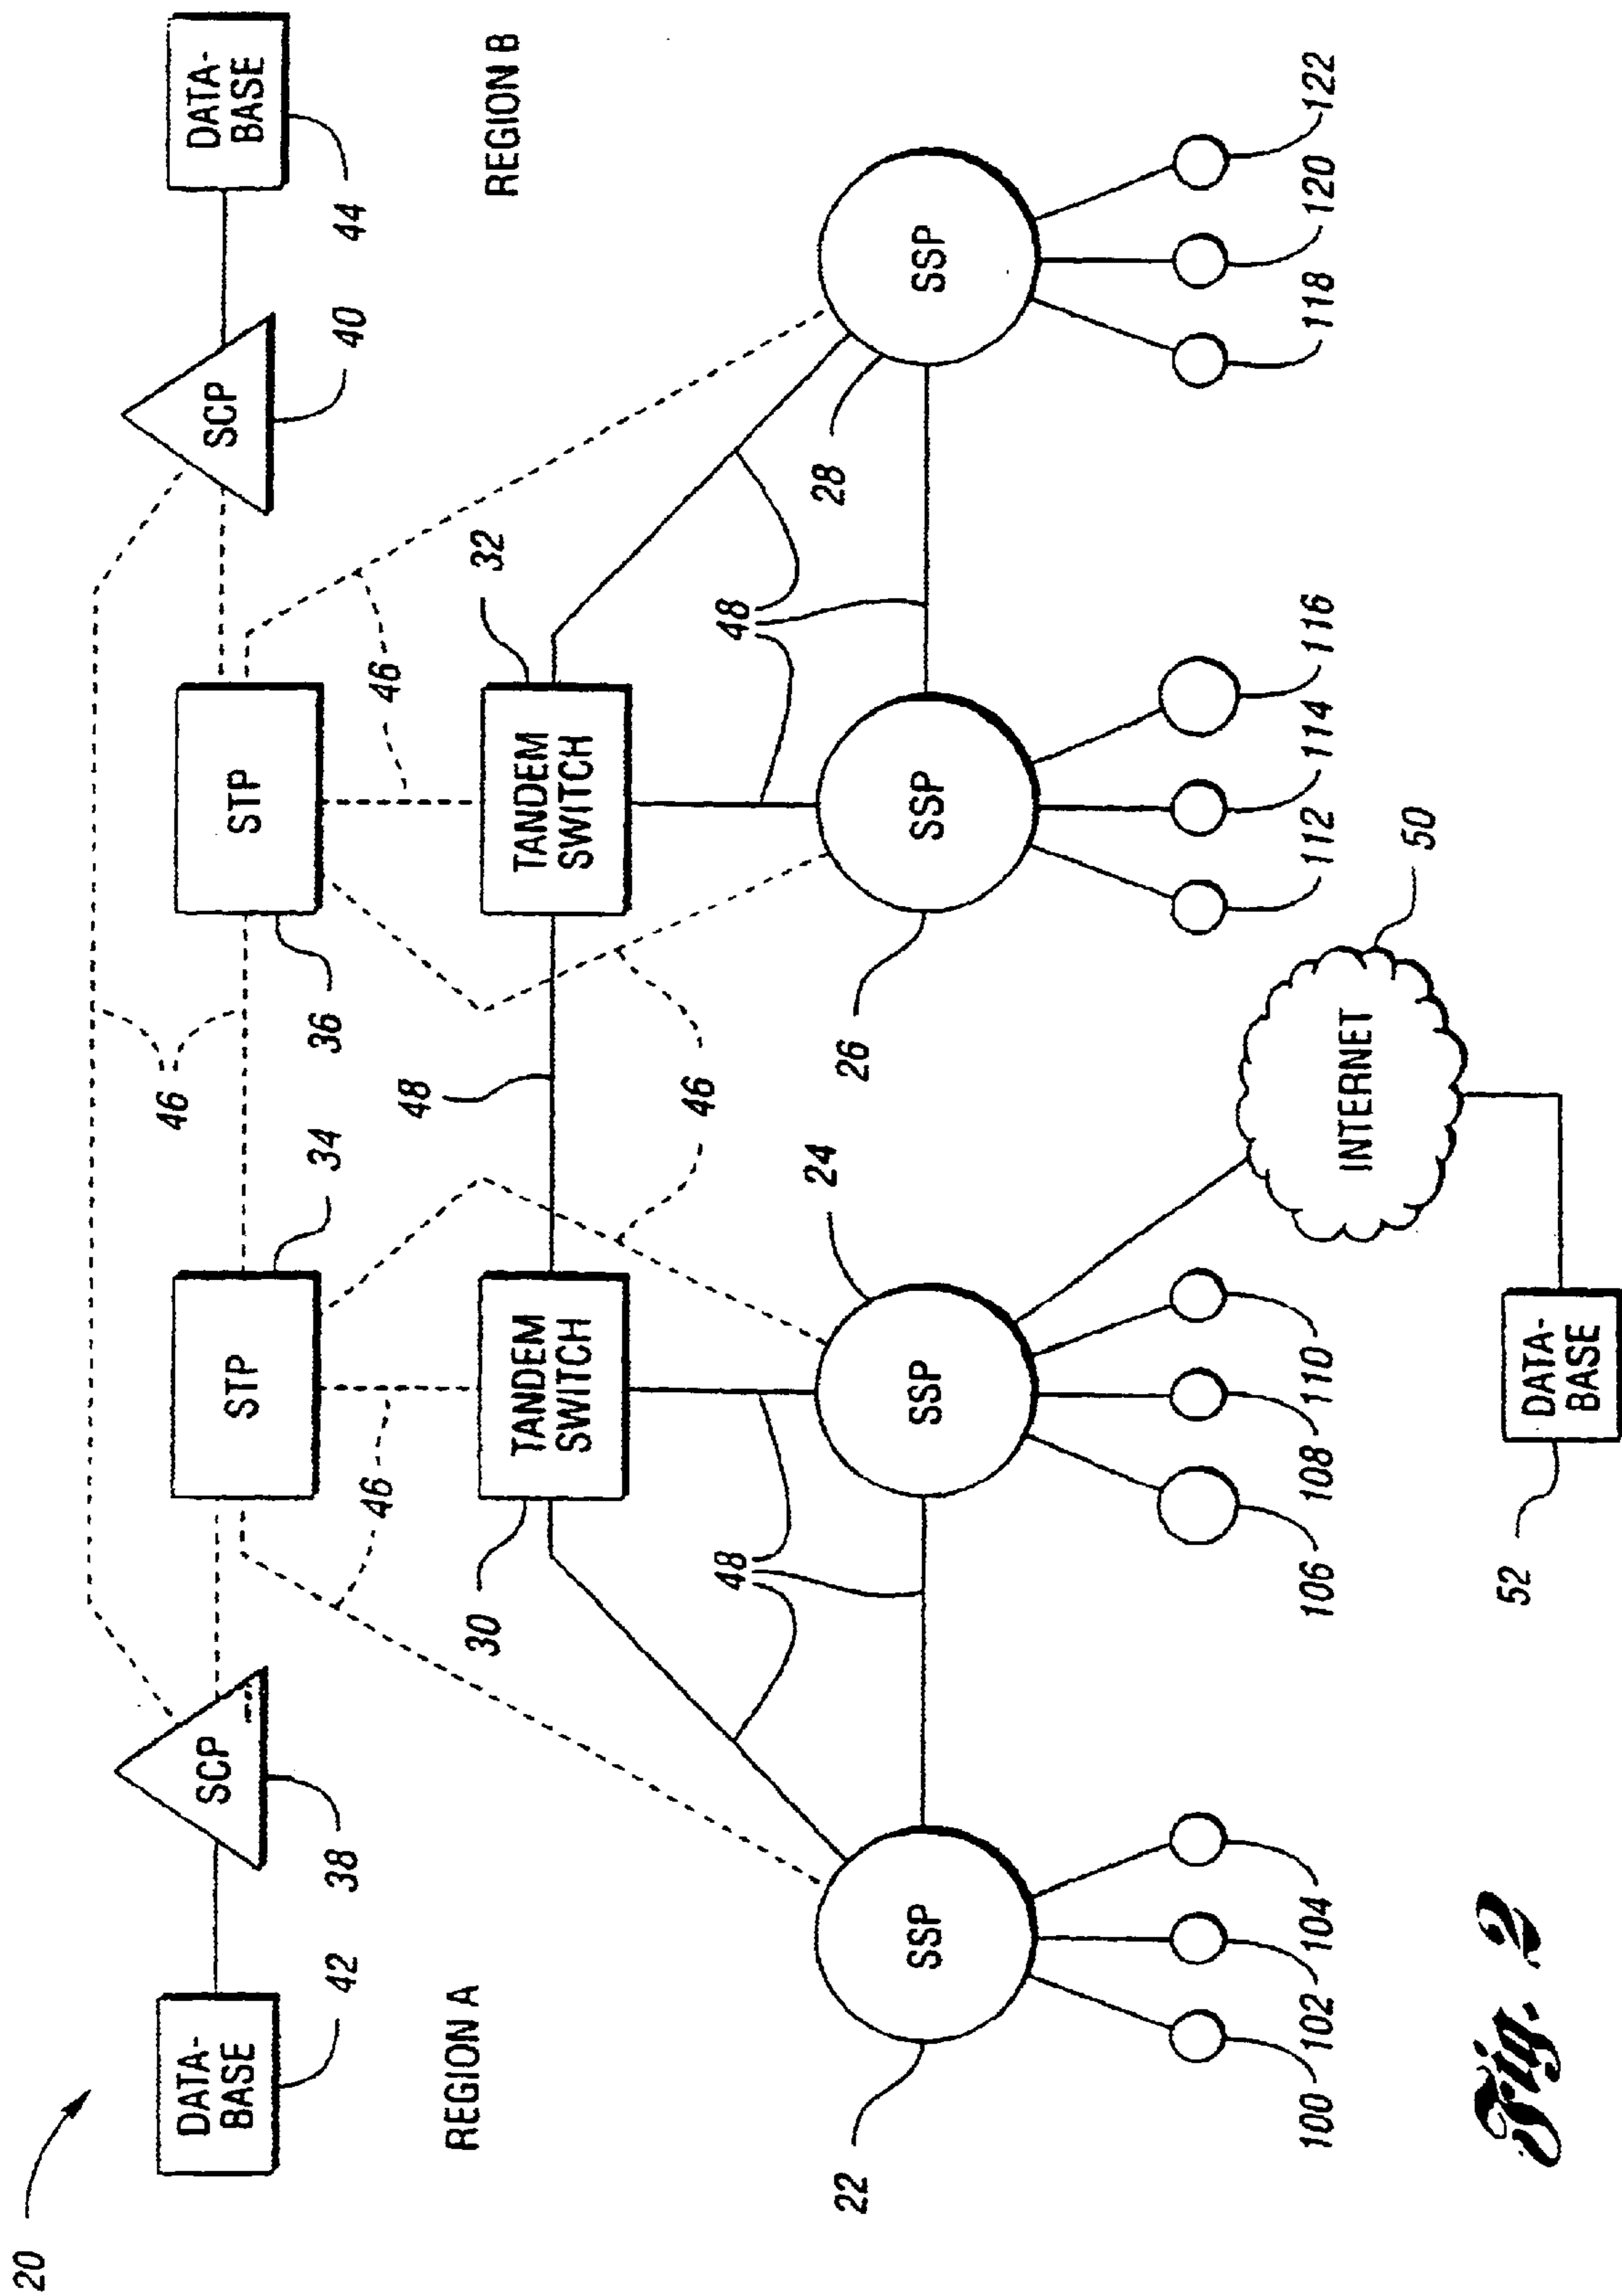 20
DATA-
BASE
42
SCP
38
STP
34
46
STP
36
SCP
40
DATA-
BASE
44
REGION A
REGION B
46
46
TANDEM
SWITCH
30
48
TANDEM
SWITCH
32
46
48
48
SSP
22
SSP
24
SSP
26
SSP
28
100
102
104
106
108
110
112
114
116
118
120
122
INTERNET
50
DATA-
BASE
52
Fig. 2